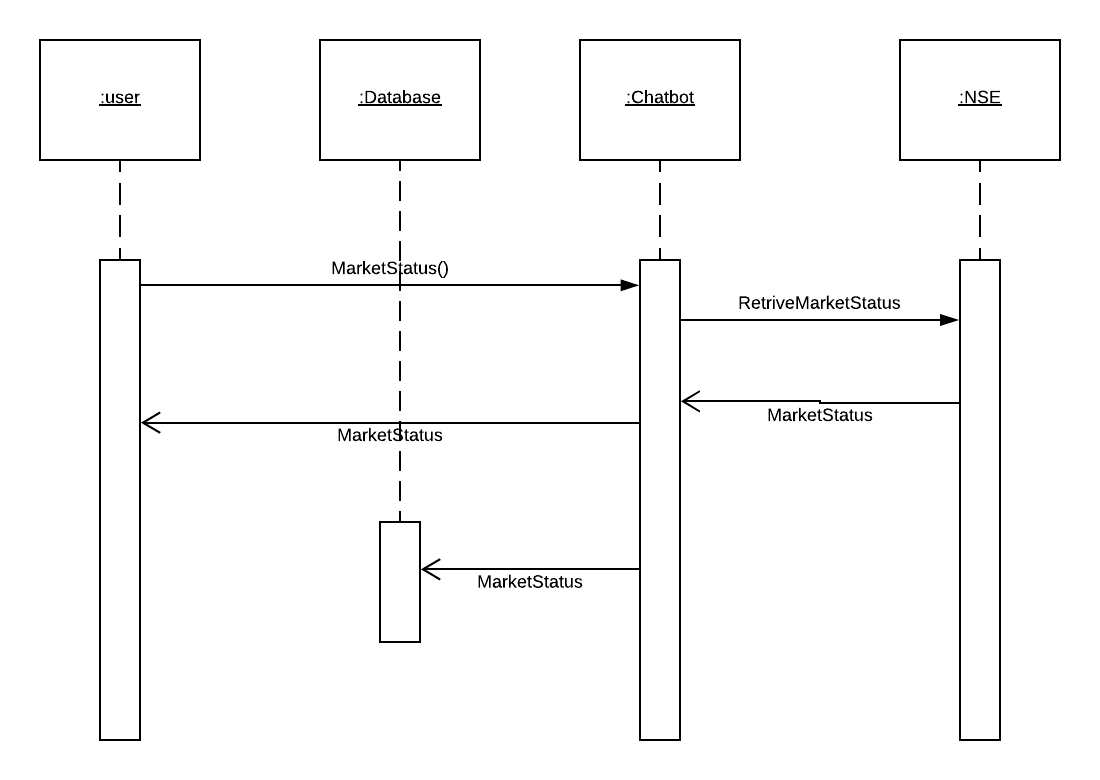 :user
:Database
:Chatbot
:NSE
MarketStatus()
RetriveMarketStatus
MarketStatus
MarketStatus
MarketStatus